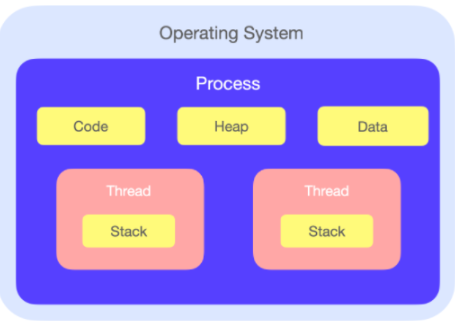 Operating System
Process
Code Heap Data
Thread Thread
Stack Stack